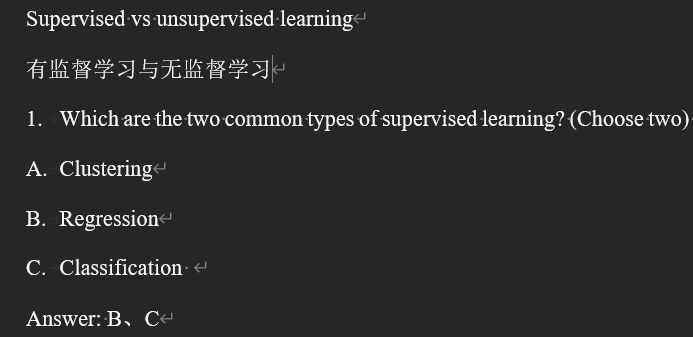 Supervised vs unsupervised learning
有监督学习与无监督学习
1. Which are the two common types of supervised learning? (Choose two)
A. Clustering
B. Regression
C. Classification
Answer: B、C